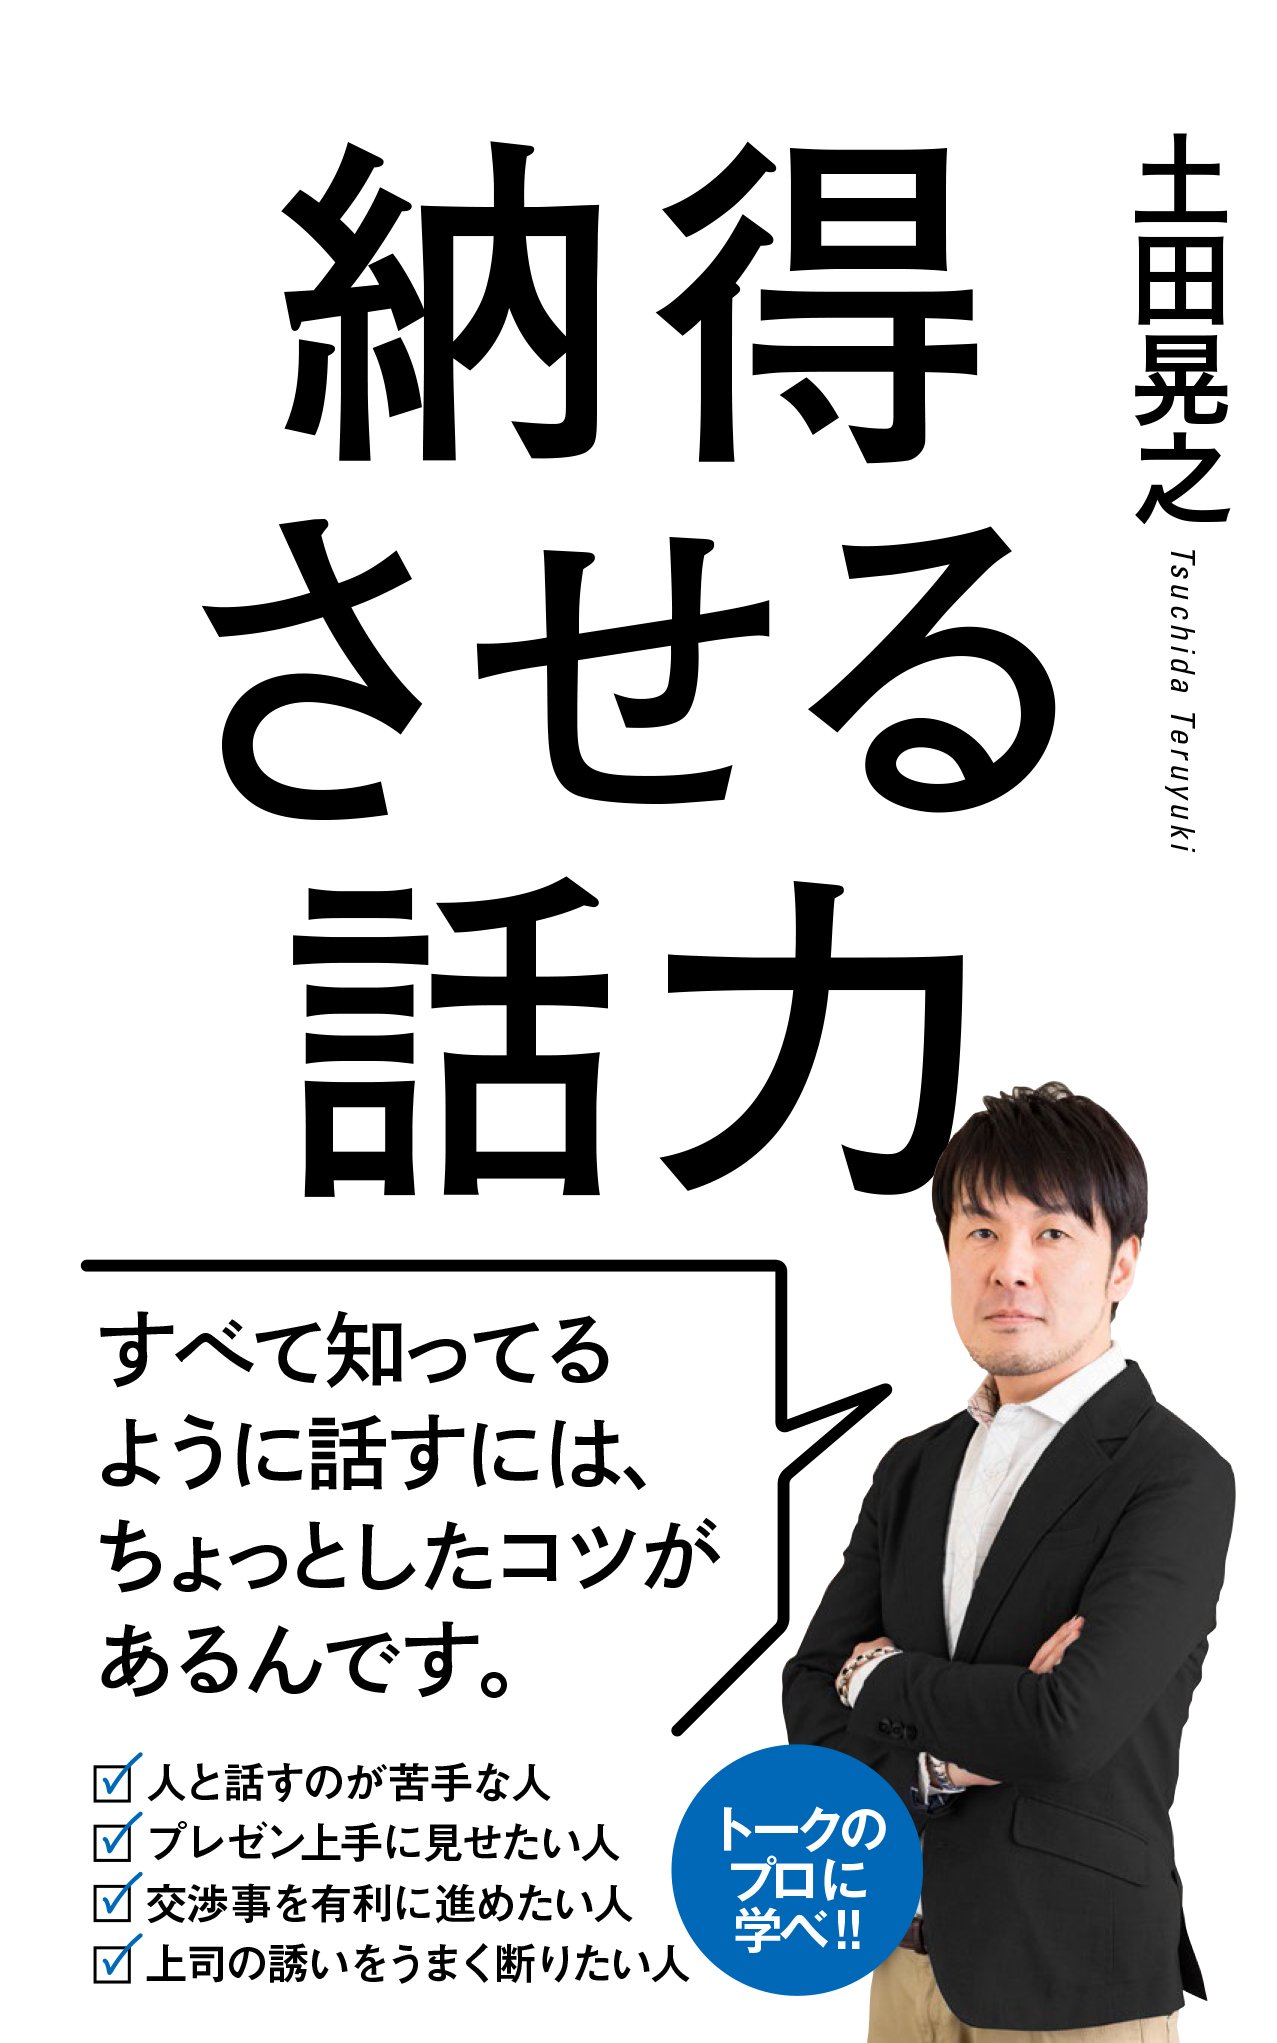 納得
させる
話力
土田晃之
Tsuchida Teruyuki
すべて知ってる
ように話すには、
ちょっとしたコツが
あるんです。
人と話すのが苦手な人
プレゼン上手に見せたい人
交渉事を有利に進めたい人
上司の誘いをうまく断りたい人
トークの
プロに
学べ!!